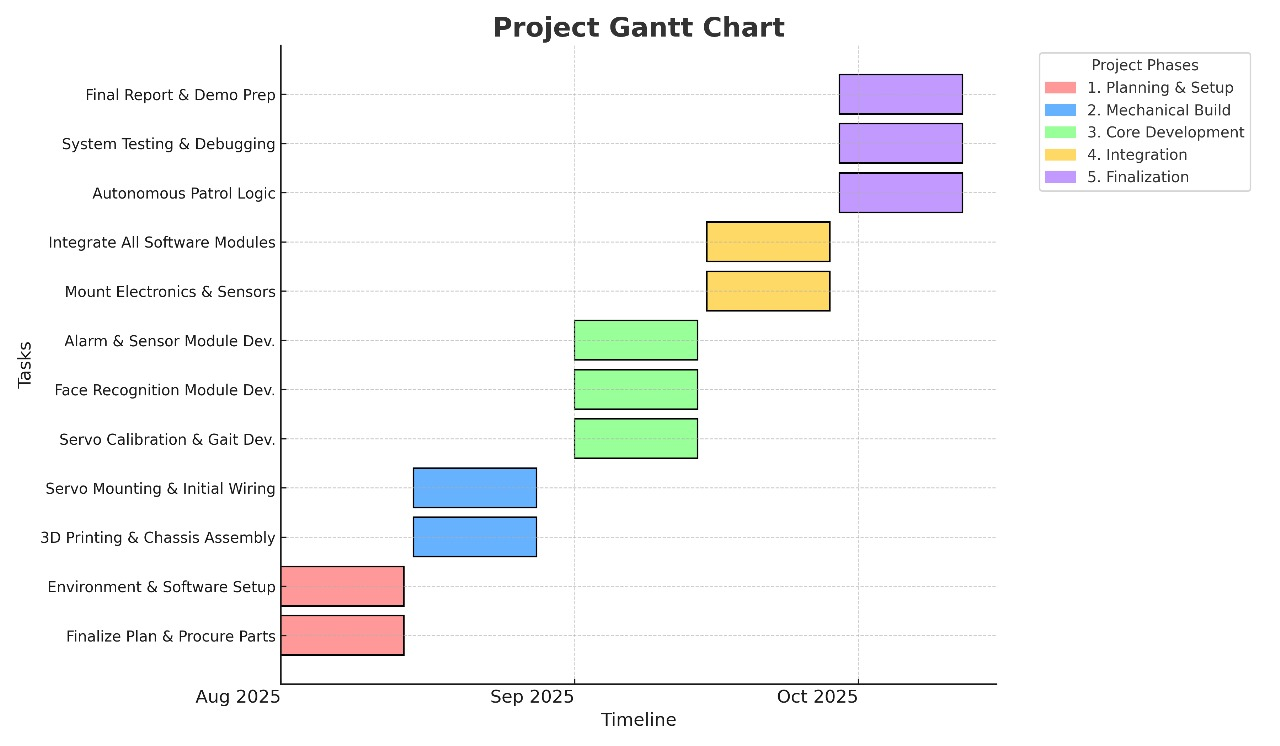 Project Gantt Chart
Final Report & Demo Prep
System Testing & Debugging
Autonomous Patrol Logic
Integrate All Software Modules
Mount Electronics & Sensors
Alarm & Sensor Module Dev.
Face Recognition Module Dev.
Servo Calibration & Gait Dev.
Servo Mounting & Initial Wiring
3D Printing & Chassis Assembly
Environment & Software Setup
Finalize Plan & Procure Parts
Tasks
Aug 2025
Sep 2025
Oct 2025
Timeline
Project Phases
1. Planning & Setup
2. Mechanical Build
3. Core Development
4. Integration
5. Finalization